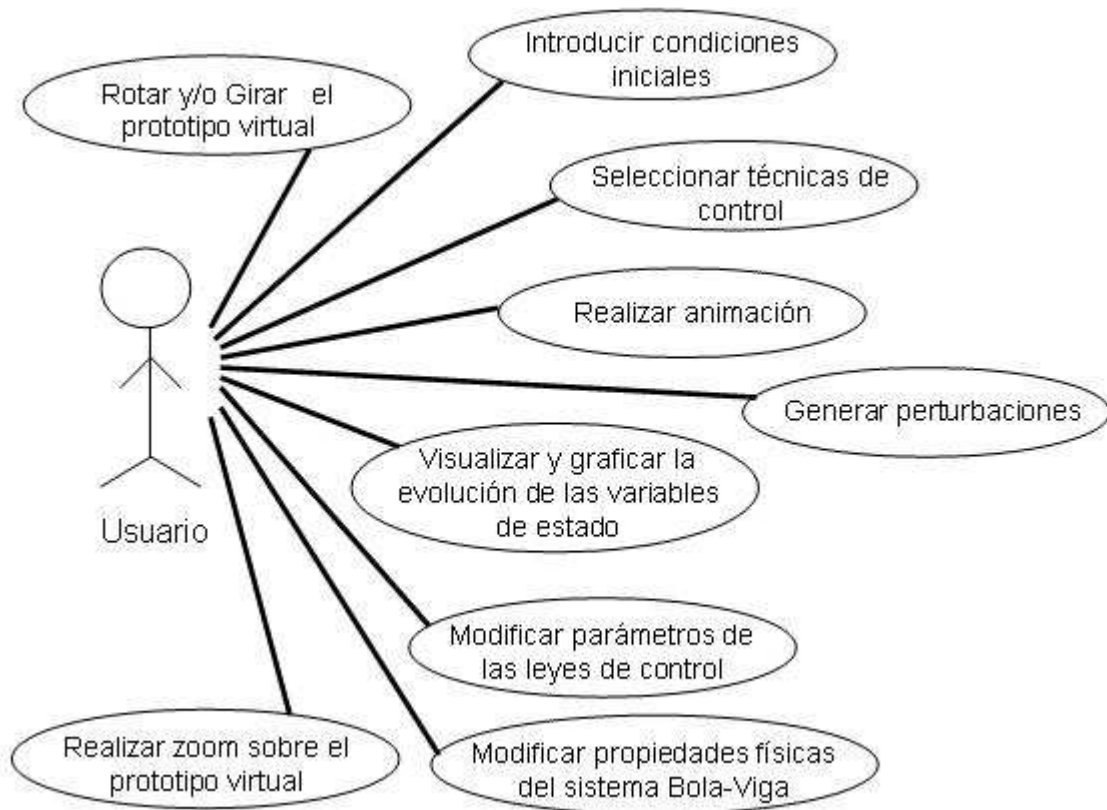 Introducir condiciones
iniciales
Rotar y/o Girar el
prototipo virtual
Seleccionar técnicas de
control
Realizar animación
Generar perturbaciones
Visualizar y graficar la
evolución de las variables
de estado
Usuario
Modificar parámetros de
las leyes de control
Realizar zoom sobre el
prototipo virtual
Modificar propiedades físicas
del sistema Bola-Viga